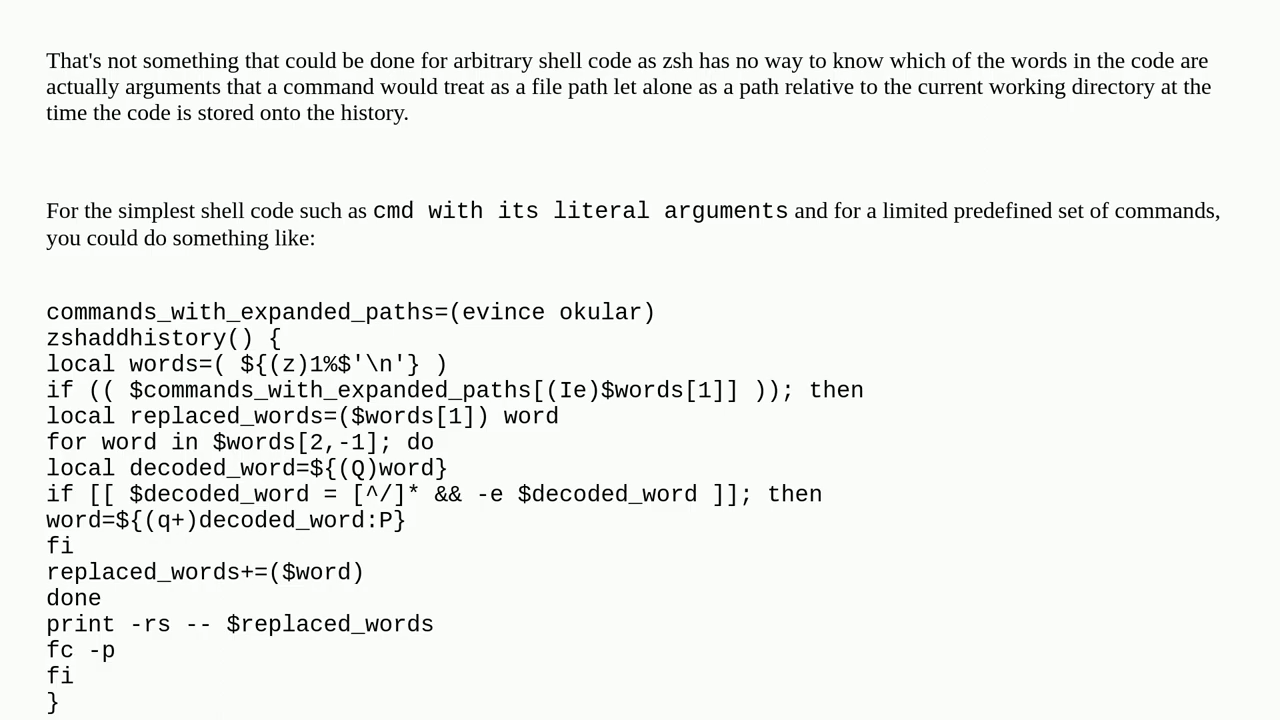 That's not something that could be done for arbitrary shell code as zsh has no way to know which of the words in the code are
actually arguments that a command would treat as a file path let alone as a path relative to the current working directory at the
time the code is stored onto the history.
For the simplest shell code such as cmd with its literal arguments and for a limited predefined set of commands,
you could do something like:
commands_with_expanded_paths=(evince okular)
zshaddhistory() {
local words=( ${(z)1%$'\n'} )
if (( $commands_with_expanded_paths[(Ie)$words[1]] )); then
local replaced_words=($words[1]) word
for word in $words[2,-1]; do
local decoded_word=${(Q)word}
if [[ $decoded_word = [^/]* && -e $decoded_word ]]; then
word=${(q+)decoded_word:P}
fi
replaced_words+=($word)
done
print -rs -- $replaced_words
fc -p
fi
}